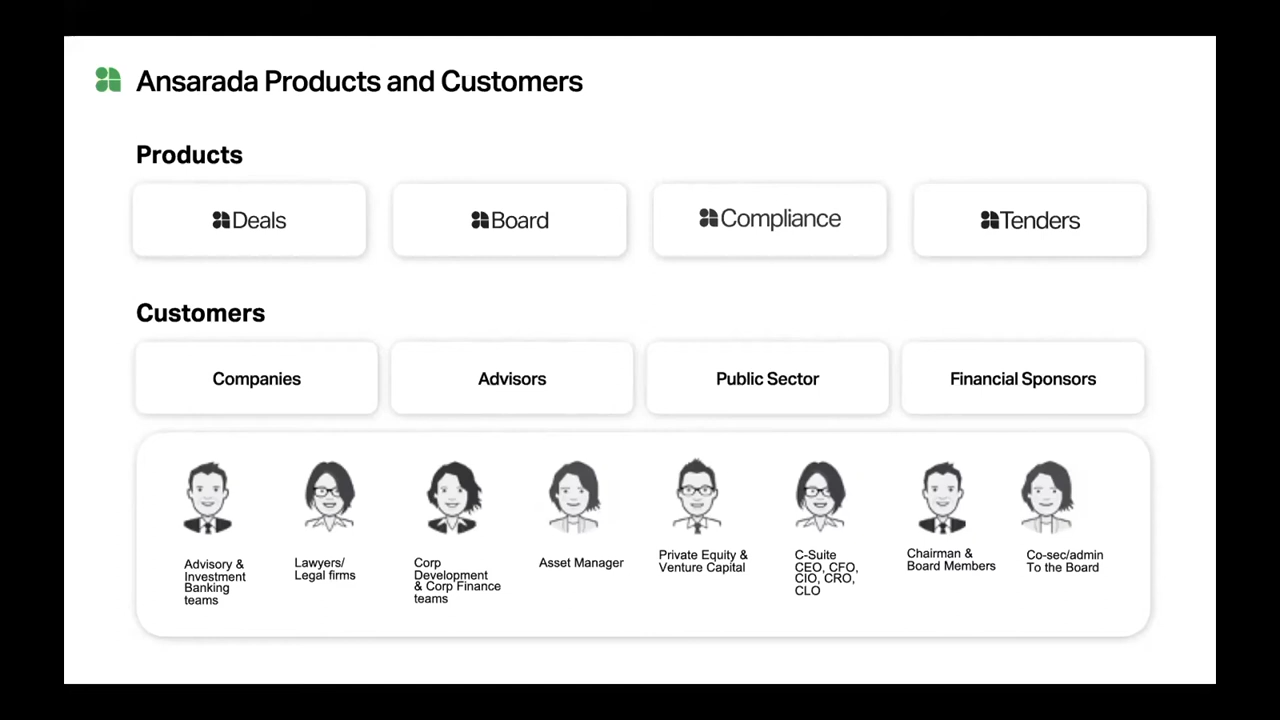 Ansarada Products and Customers
Products
Deals
Board
Compliance
Tenders
Customers
Companies
Advisors
Public Sector
Financial Sponsors
Advisory &
Investment
Banking
teams
Lawyers/
Legal firms
Corp
Development
& Corp Finance
teams
Asset Manager
Private Equity &
Venture Capital
C-Suite
CEO, CFO,
CIO, CRO,
CLO
Chairman &
Board Members
Co-sec/admin
To the Board